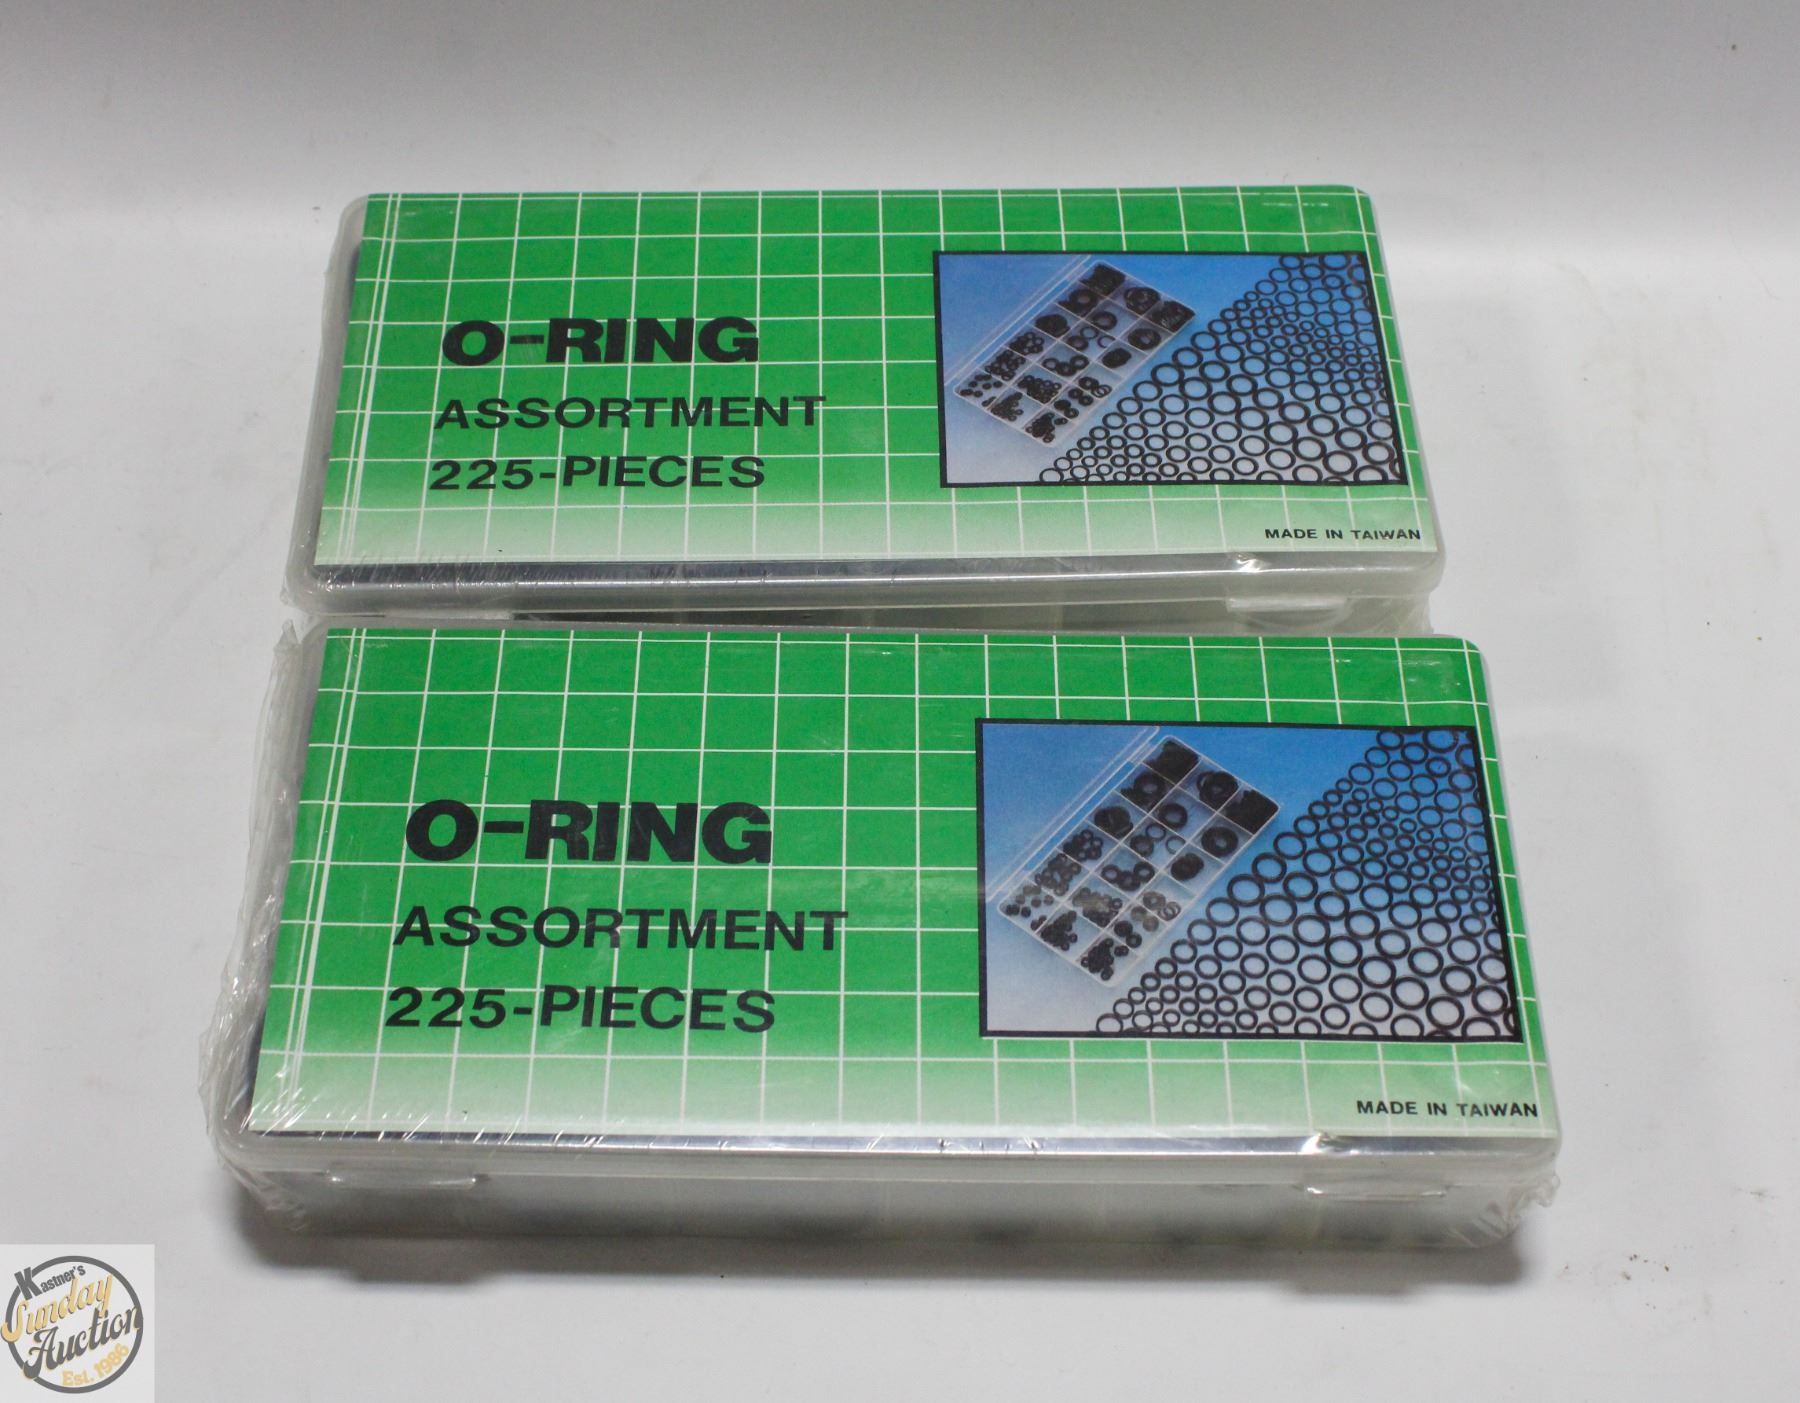 O-RING
ASSORTMENT
225-PIECES
MADE IN TAIWAN
O-RING
ASSORTMENT
225-PIECES
MADE IN TAIWAN
Kastner's
Sunday
Auction
Est. 1986